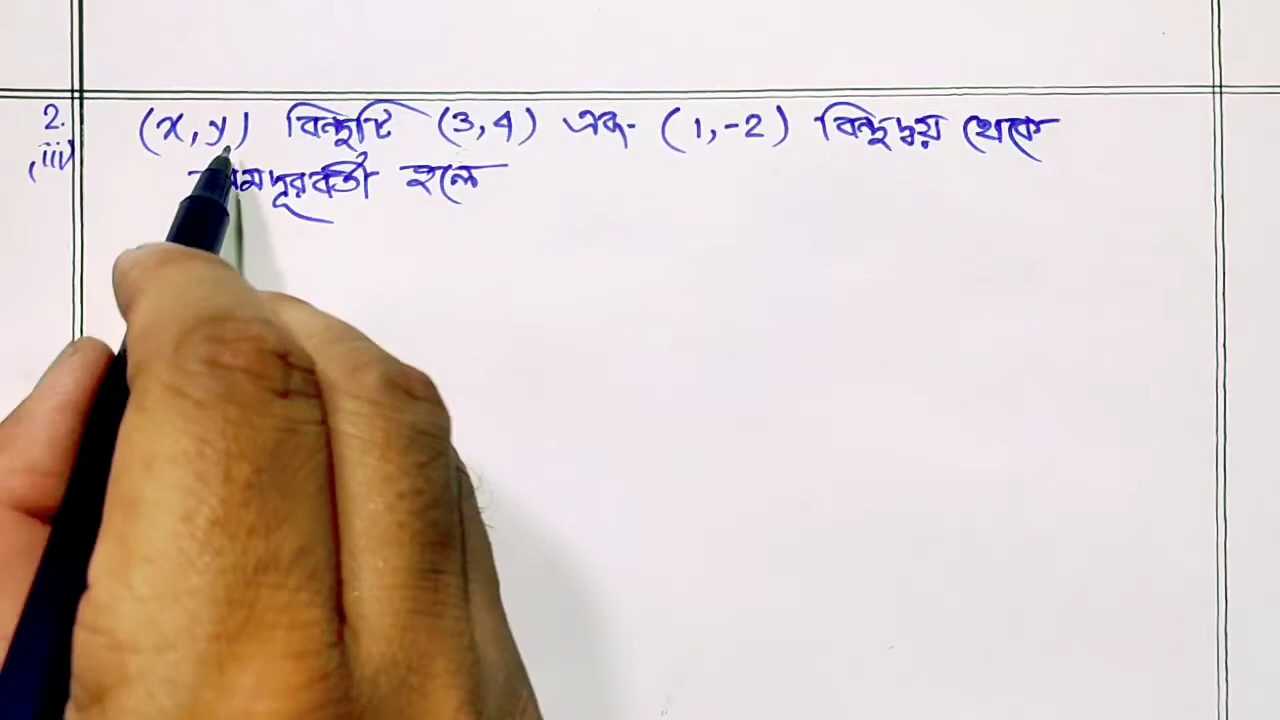 2. (x, y) বিন্দুটি (3, 4) এবং (1, -2) বিন্দুদ্বয় থেকে
(iii) সমদূরবর্তী হলে